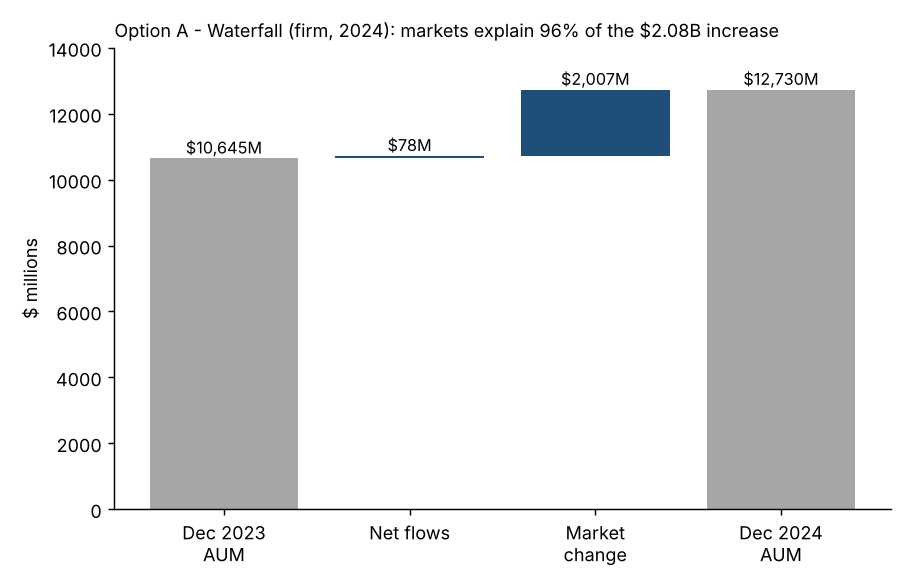 Option A - Waterfall (firm, 2024): markets explain 96% of the $2.08B increase
14000
12000
10000
8000
6000
4000
2000
0
$ millions
$10,645M
$78M
$2,007M
$12,730M
Dec 2023
AUM
Net flows
Market
change
Dec 2024
AUM